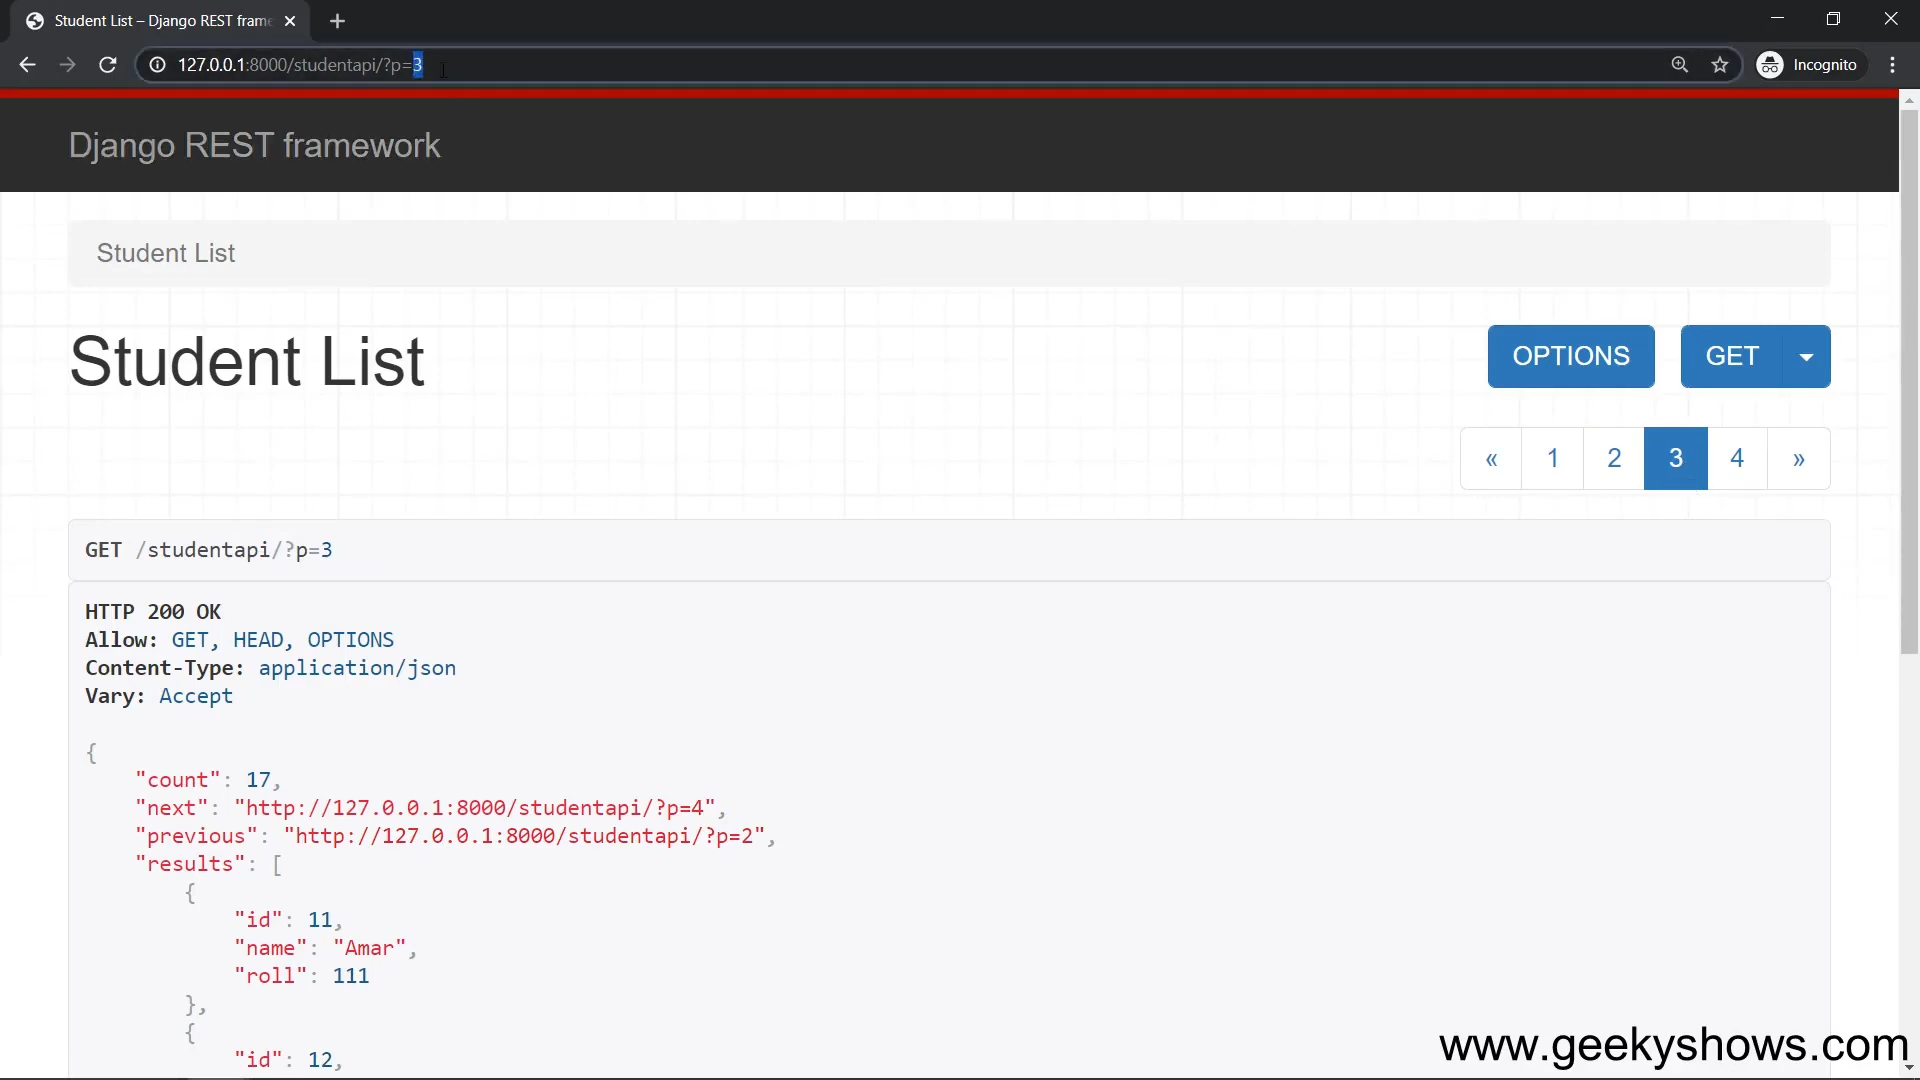 Student List – Django REST frame
127.0.0.1:8000/studentapi/?p=3
Incognito
Django REST framework
Student List
Student List
OPTIONS
GET
« 1 2 3 4 »
GET /studentapi/?p=3
HTTP 200 OK
Allow: GET, HEAD, OPTIONS
Content-Type: application/json
Vary: Accept
{
"count": 17,
"next": "http://127.0.0.1:8000/studentapi/?p=4",
"previous": "http://127.0.0.1:8000/studentapi/?p=2",
"results": [
{
"id": 11,
"name": "Amar",
"roll": 111
},
{
"id": 12,
www.geekyshows.com